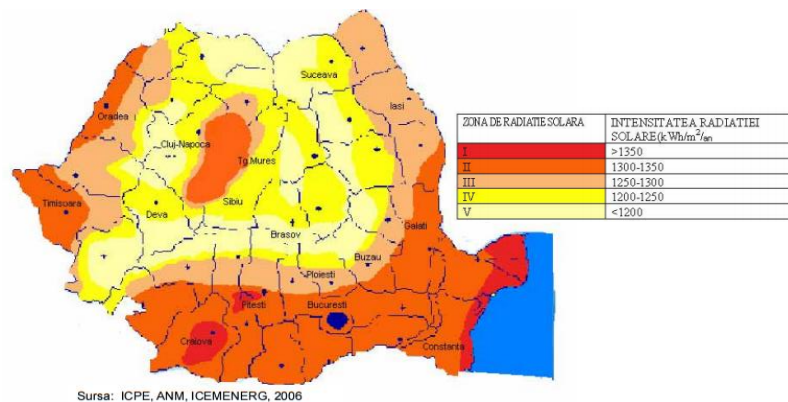 Suceava
Oradea
Iasi
Cluj-Napoca
Tg.Mures
Timisoara
Deva
Sibiu
Brasov
Galati
Buzau
Ploiesti
Pitesti
Bucuresti
Craiova
Constanta
ZONA DE RADIATIE SOLARA INTENSITATEA RADIATIEI
SOLARE(kWh/m²/an
I >1350
II 1300-1350
III 1250-1300
IV 1200-1250
V <1200
Sursa: ICPE, ANM, ICEMENERG, 2006